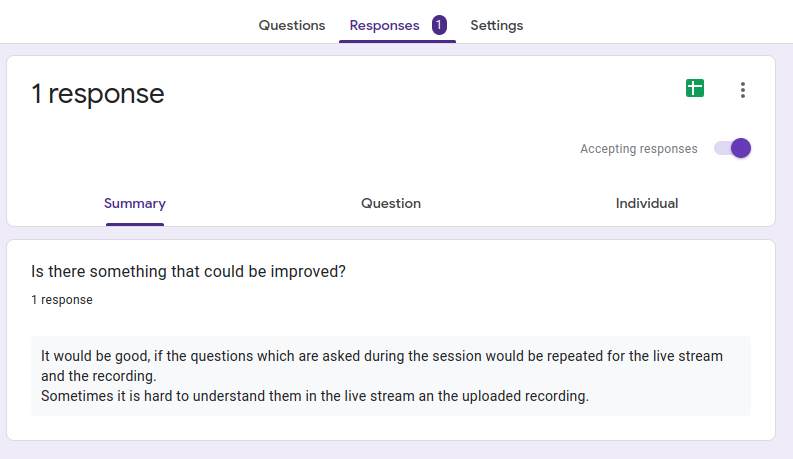 Questions Responses 1 Settings
1 response
Accepting responses
Summary Question Individual
Is there something that could be improved?
1 response
It would be good, if the questions which are asked during the session would be repeated for the live stream
and the recording.
Sometimes it is hard to understand them in the live stream an the uploaded recording.